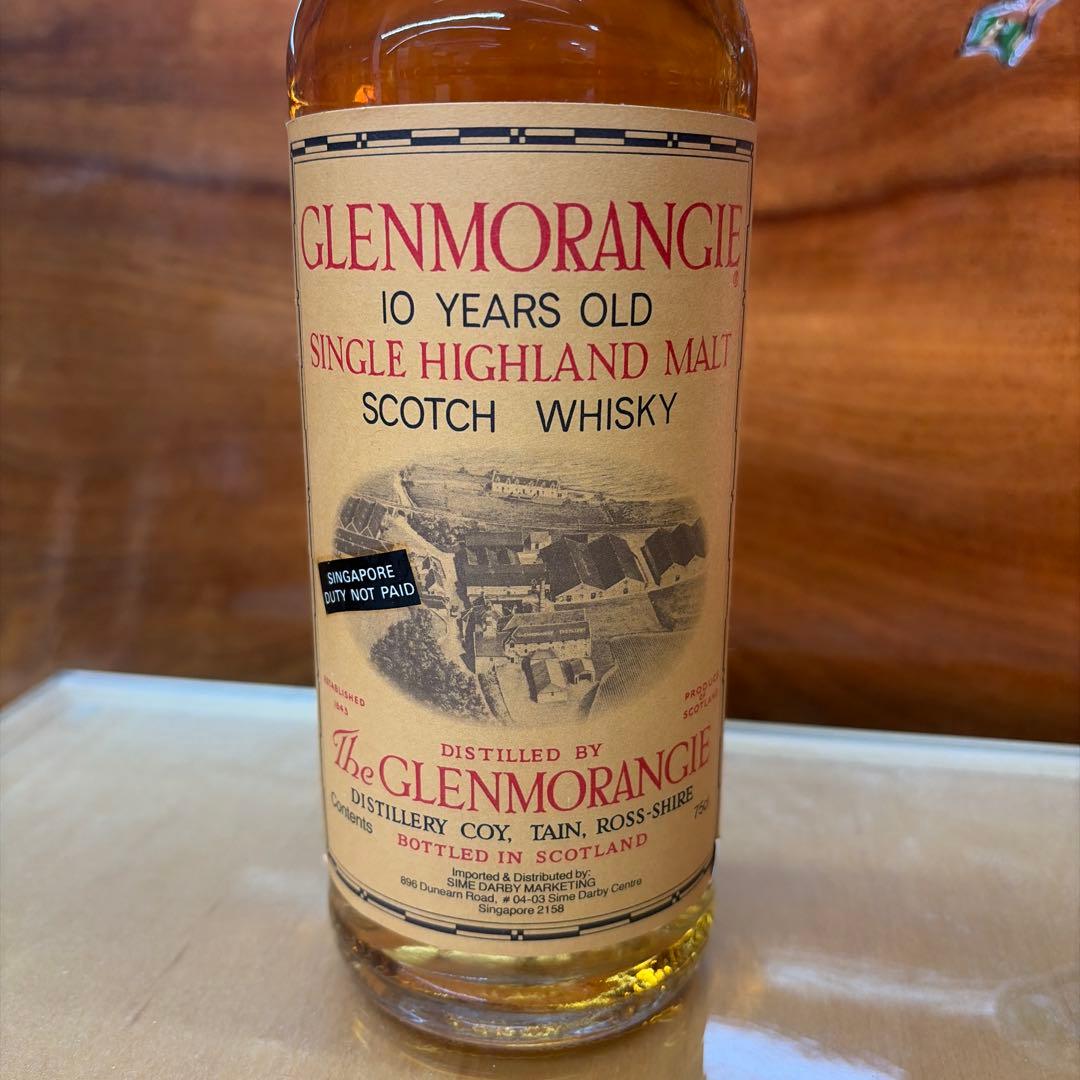 GLENMORANGIE
®
10 YEARS OLD
SINGLE HIGHLAND MALT
SCOTCH WHISKY
SINGAPORE
DUTY NOT PAID
ESTABLISHED
1843
PRODUCE
OF
SCOTLAND
DISTILLED BY
The GLENMORANGIE
DISTILLERY COY, TAIN, ROSS-SHIRE
Contents
75cl
BOTTLED IN SCOTLAND
Imported & Distributed by:
SIME DARBY MARKETING
896 Dunearn Road, # 04-03 Sime Darby Centre
Singapore 2158